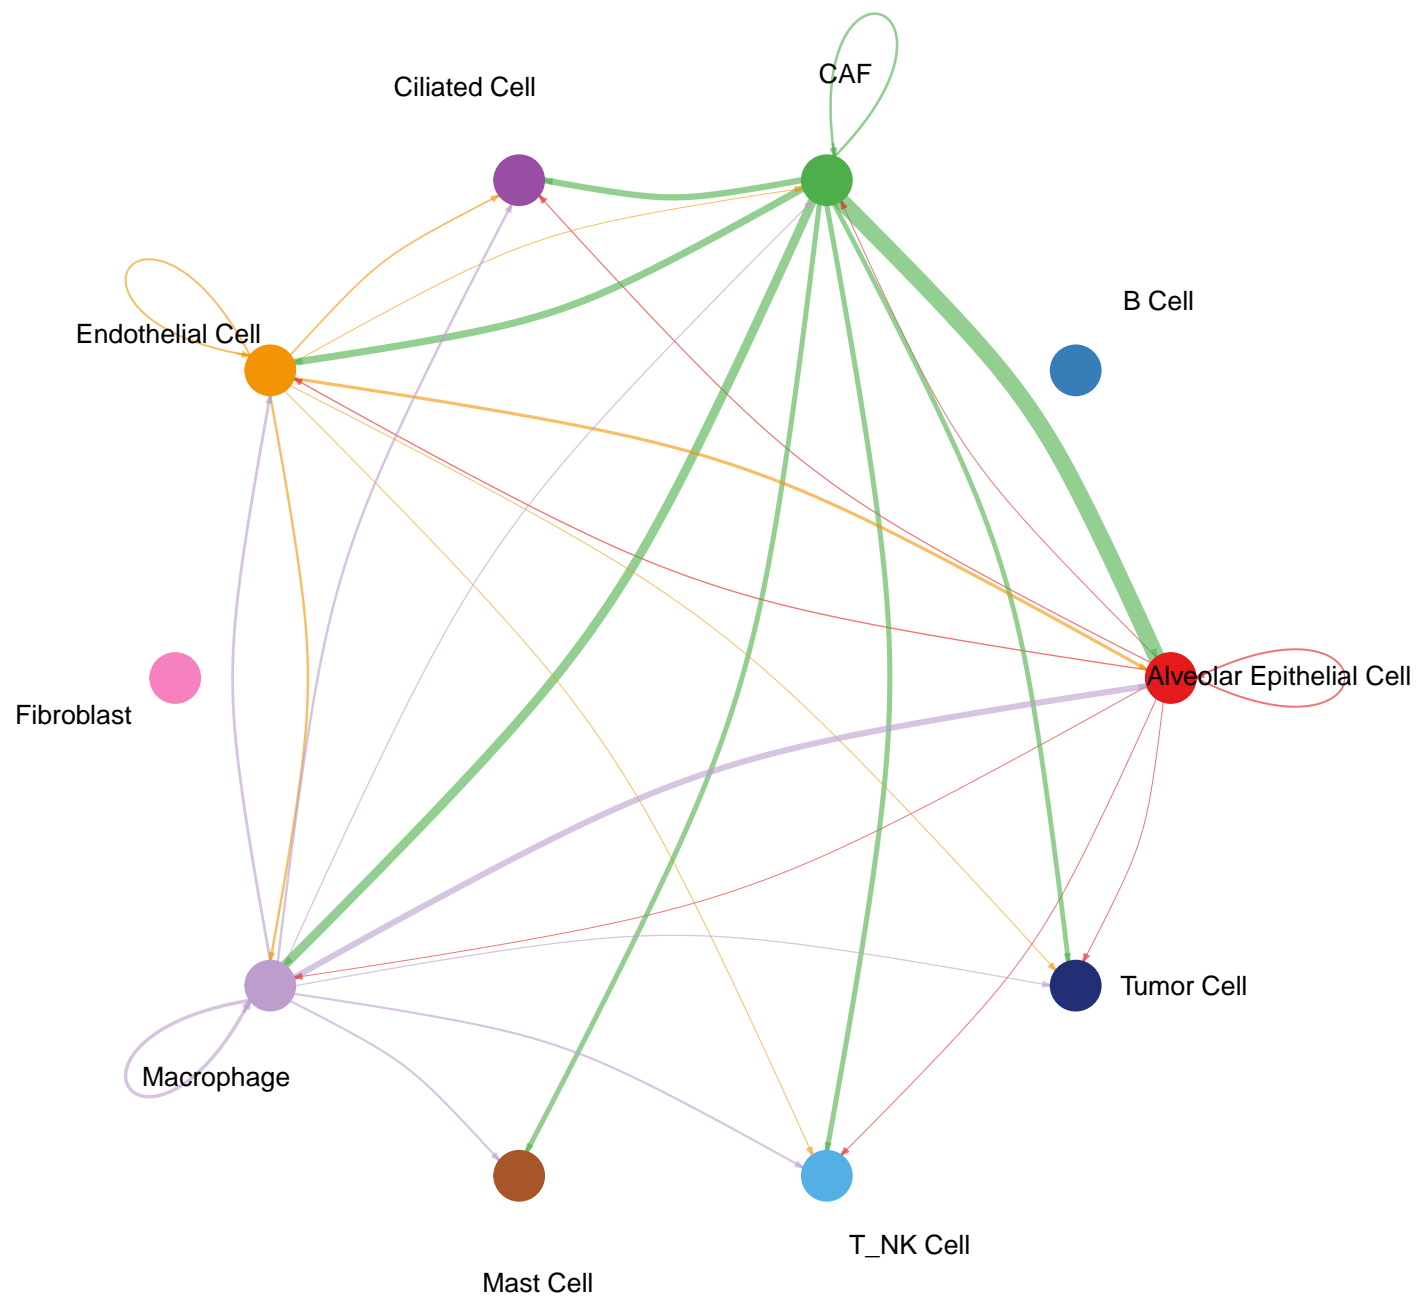 CAF
Ciliated Cell
B Cell
Endothelial Cell
Alveolar Epithelial Cell
Fibroblast
Tumor Cell
Macrophage
T_NK Cell
Mast Cell